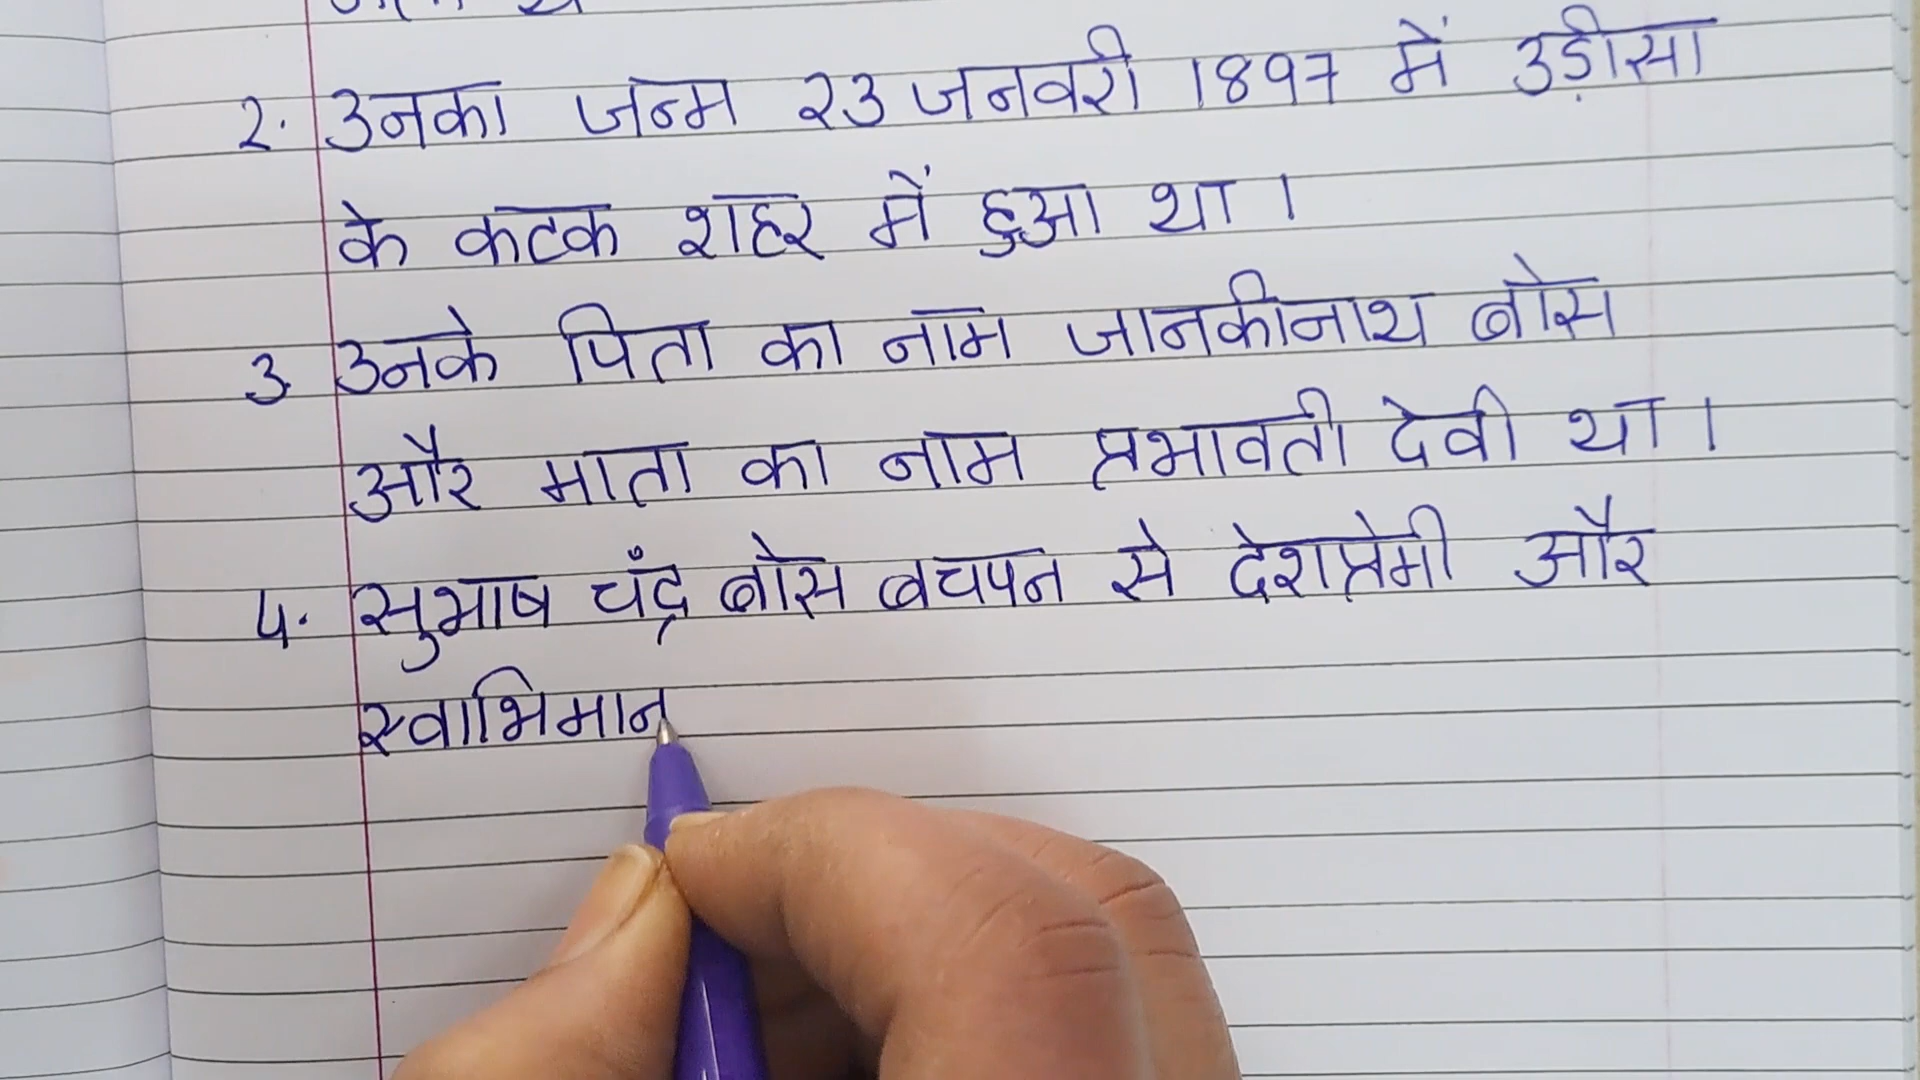 2. उनका जन्म 23 जनवरी 1897 में उड़ीसा
के कटक शहर में हुआ था।
3. उनके पिता का नाम जानकीनाथ बोस
और माता का नाम प्रभावती देवी था।
4. सुभाष चँद्र बोस बचपन से देशप्रेमी और
स्वाभिमान